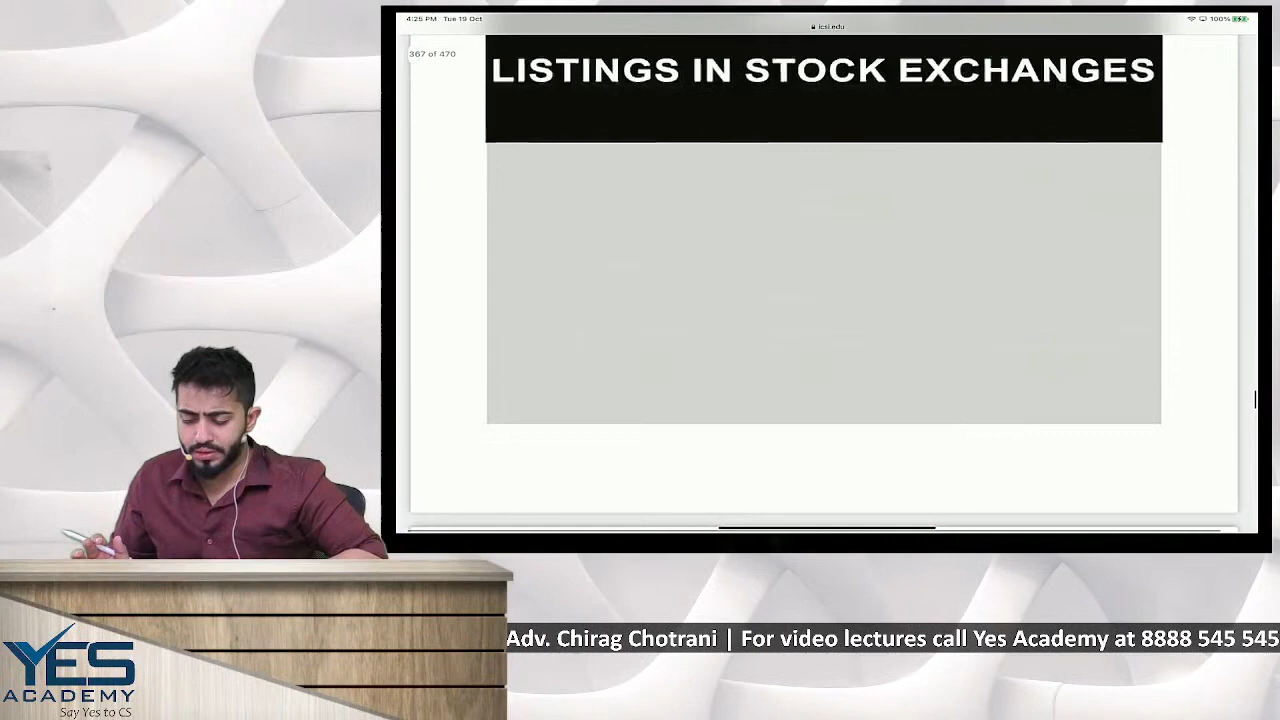 4:25 PM Tue 19 Oct
icsi.edu
100%
367 of 470
LISTINGS IN STOCK EXCHANGES
Adv. Chirag Chotrani | For video lectures call Yes Academy at 8888 545 545
YES
ACADEMY
Say Yes to CS